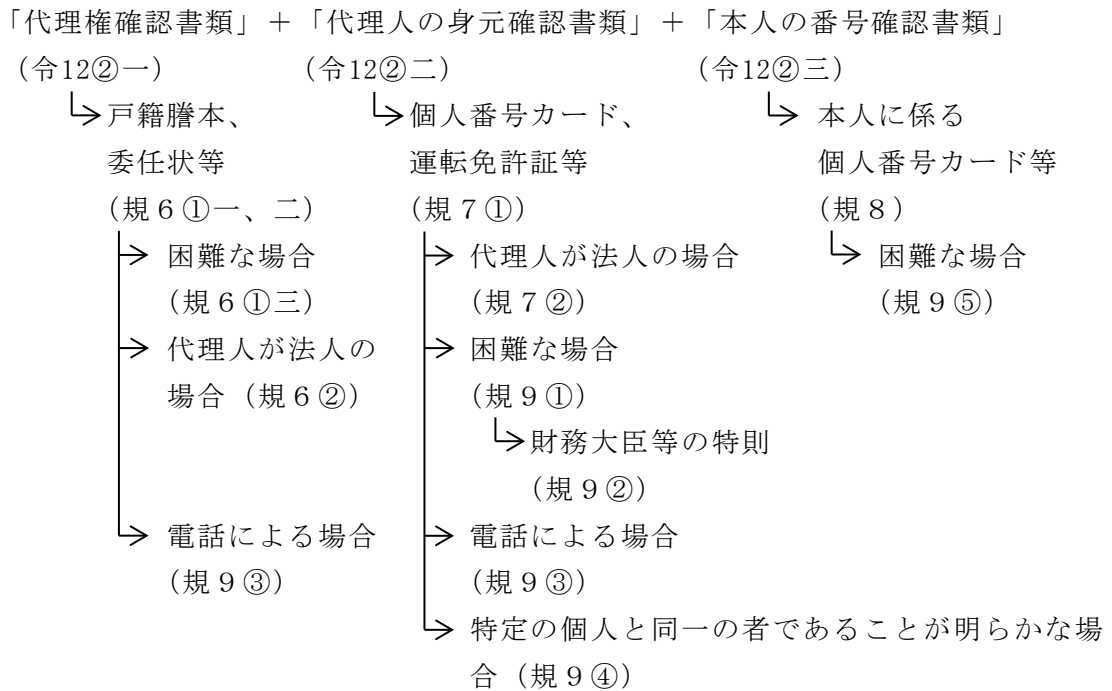 「代理権確認書類」＋「代理人の身元確認書類」＋「本人の番号確認書類」
（令12②一） （令12②二） （令12②三）
戸籍謄本、 個人番号カード、 本人に係る
委任状等 運転免許証等 個人番号カード等
（規６①一、二） （規７①） （規８）
困難な場合 代理人が法人の場合 困難な場合
（規６①三） （規７②） （規９⑤）
代理人が法人の 困難な場合
場合（規６②） （規９①）
財務大臣等の特則
（規９②）
電話による場合 電話による場合
（規９③） （規９③）
特定の個人と同一の者であることが明らかな場
合（規９④）